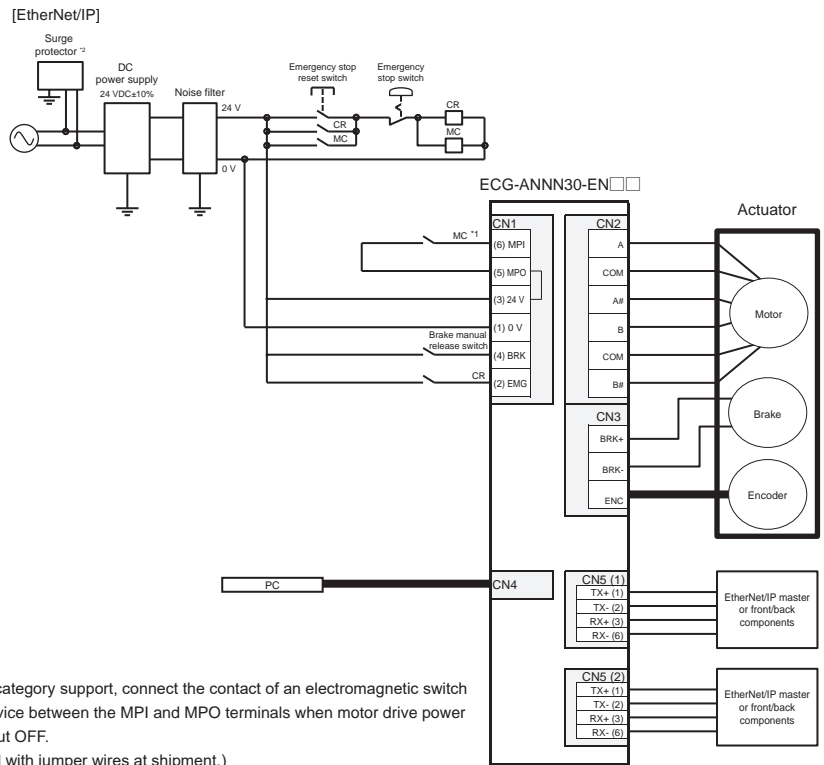 [EtherNet/IP]
Surge
protector *2
DC
power supply
24 VDC±10%
Noise filter
24 V
0 V
Emergency stop
reset switch
Emergency
stop switch
CR
MC
CR
MC
ECG-ANNN30-EN□□
Actuator
CN1
(6) MPI
(5) MPO
(3) 24 V
(1) 0 V
(4) BRK
(2) EMG
MC *1
Brake manual
release switch
CR
CN2
A
COM
A#
B
COM
B#
CN3
BRK+
BRK-
ENC
Motor
Brake
Encoder
PC
CN4
CN5 (1)
TX+ (1)
TX- (2)
RX+ (3)
RX- (6)
EtherNet/IP master
or front/back
components
CN5 (2)
TX+ (1)
TX- (2)
RX+ (3)
RX- (6)
EtherNet/IP master
or front/back
components
category support, connect the contact of an electromagnetic switch
vice between the MPI and MPO terminals when motor drive power
ut OFF.
with jumper wires at shipment.)